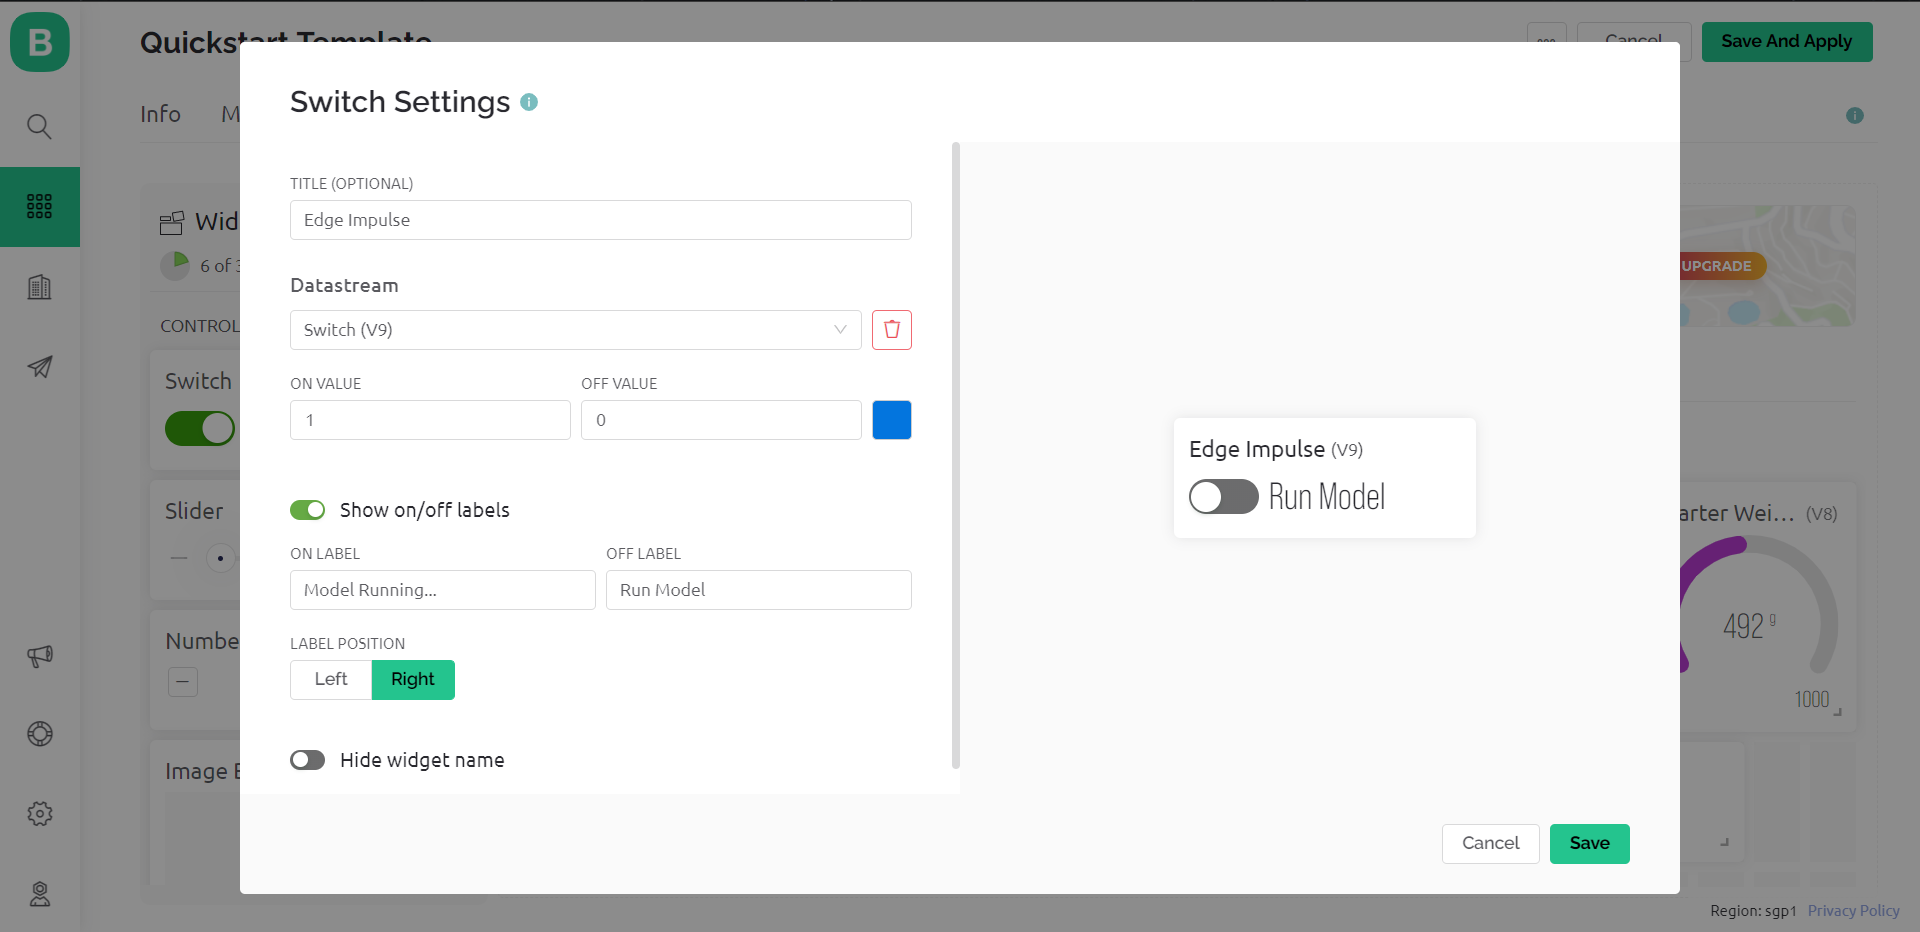 B
Quickstart Template
Cancel
Save And Apply
Info
M
Switch Settings
TITLE (OPTIONAL)
Edge Impulse
Datastream
Switch (V9)
ON VALUE
OFF VALUE
1
0
Show on/off labels
ON LABEL
OFF LABEL
Model Running...
Run Model
LABEL POSITION
Left
Right
Hide widget name
Edge Impulse (V9)
Run Model
Cancel
Save
Wid
6 of 3
CONTROL
Switch
Slider
Numbe
Image
UPGRADE
arter Wei... (V8)
492 g
1000
Region: sgp1 Privacy Policy